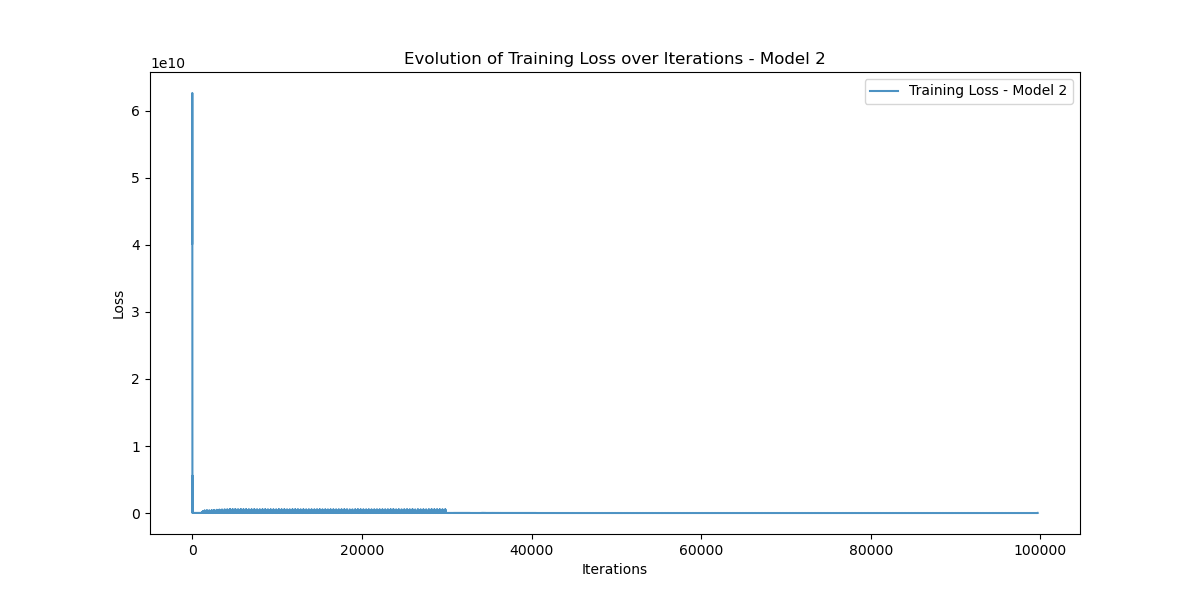 Evolution of Training Loss over Iterations - Model 2
1e10
Training Loss - Model 2
6
5
4
3
2
1
0
Loss
0 20000 40000 60000 80000 100000
Iterations